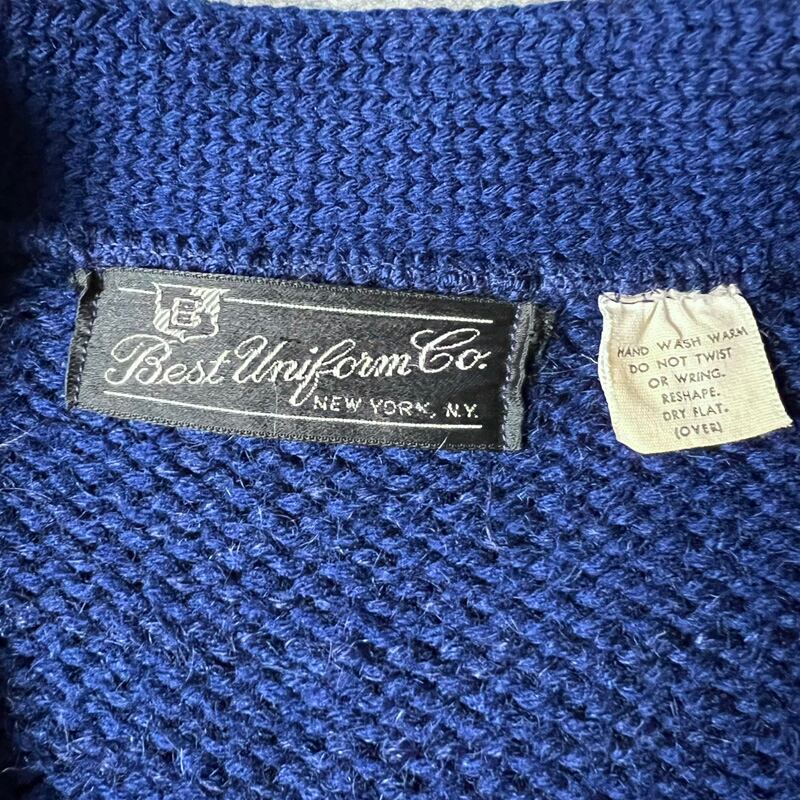 B
Best Uniform Co.
NEW YORK, N.Y.
HAND WASH WARM
DO NOT TWIST
OR WRING.
RESHAPE.
DRY FLAT.
(OVER)